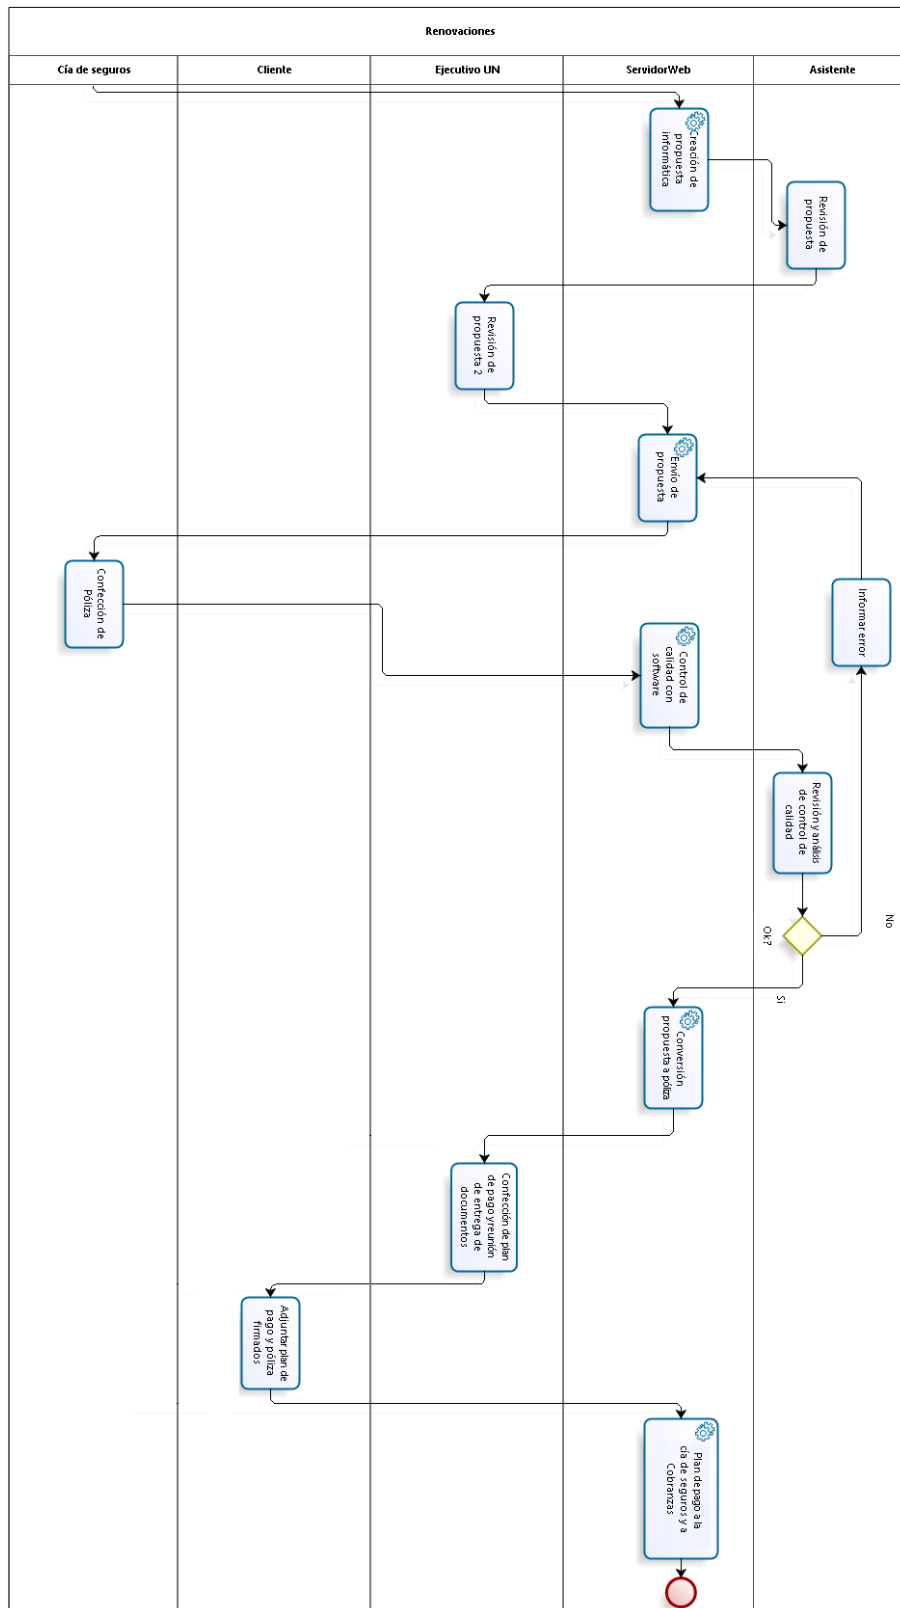 Renovaciones
Cía de seguros
Cliente
Ejecutivo UN
ServidorWeb
Asistente
Creación de
propuesta
informática
Revisión de
propuesta
Revisión de
propuesta 2
Envío de
propuesta
Confección de
Póliza
Informar error
Control de
calidad con
software
Revisión y análisis
de control de
calidad
No
Ok?
Si
Conversión
propuesta a póliza
Confección de plan
de pago y reunión
de entrega de
documentos
Adjuntar plan de
pago y póliza
firmados
Plan de pago a la
cía de seguros y a
Cobranzas